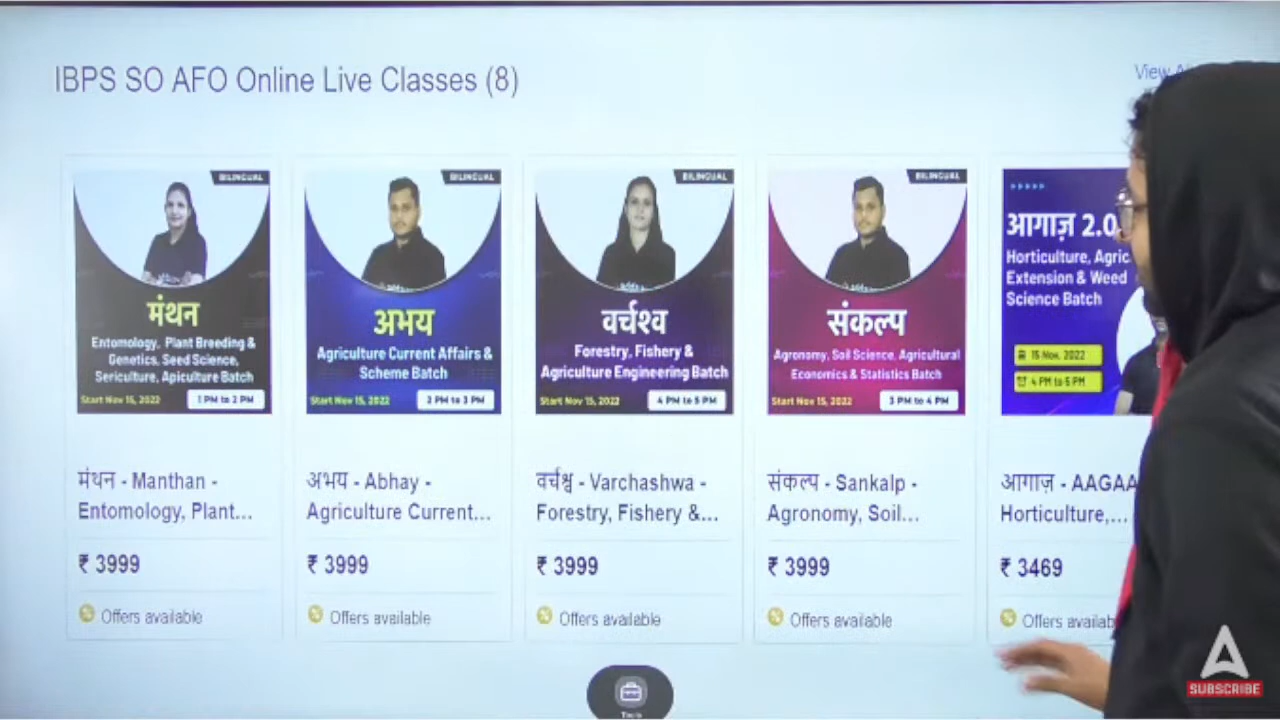 IBPS SO AFO Online Live Classes (8)
View
BILINGUAL
मंथन
Entomology, Plant Breeding &
Genetics, Seed Science,
Sericulture, Apiculture Batch
Start Nov 15, 2022
1 PM to 2 PM
BILINGUAL
अभय
Agriculture Current Affairs &
Scheme Batch
Start Nov 15, 2022
2 PM to 3 PM
BILINGUAL
वर्चश्व
Forestry, Fishery &
Agriculture Engineering Batch
Start Nov 15, 2022
4 PM to 5 PM
BILINGUAL
संकल्प
Agronomy, Soil Science, Agricultural
Economics & Statistics Batch
Start Nov 15, 2022
3 PM to 4 PM
आगाज़ 2.0
Horticulture, Agric
Extension & Weed
Science Batch
15 Nov, 2022
4 PM to 5 PM
मंथन - Manthan -
Entomology, Plant...
₹ 3999
Offers available
अभय - Abhay -
Agriculture Current...
₹ 3999
Offers available
वर्चश्व - Varchashwa -
Forestry, Fishery &...
₹ 3999
Offers available
संकल्प - Sankalp -
Agronomy, Soil...
₹ 3999
Offers available
आगाज़ - AAGAA
Horticulture,...
₹ 3469
Offers availab
Tools
SUBSCRIBE